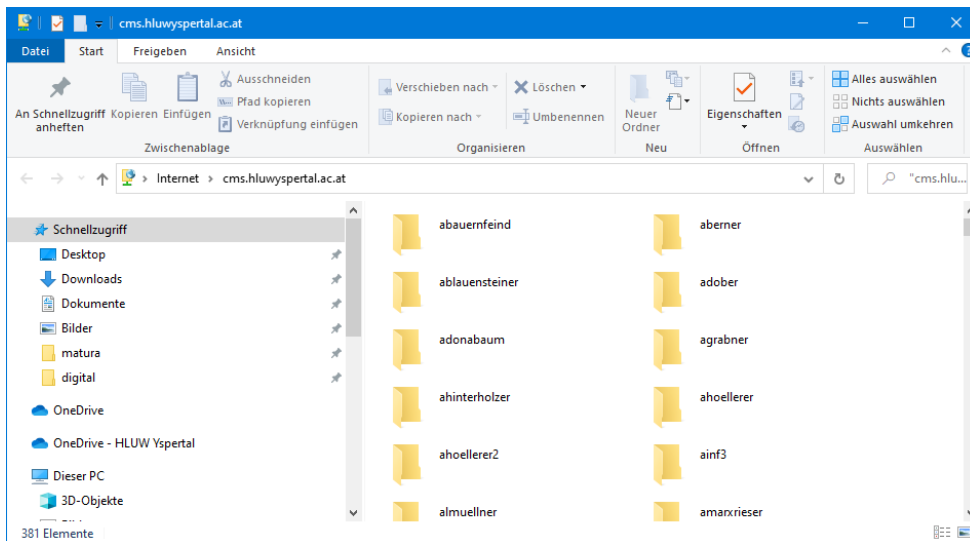 cms.hluwyspertal.ac.at
Datei Start Freigeben Ansicht
An Schnellzugriff anheften
Kopieren
Einfügen
Ausschneiden
Pfad kopieren
Verknüpfung einfügen
Zwischenablage
Verschieben nach
Kopieren nach
Löschen
Umbenennen
Organisieren
Neuer Ordner
Neu
Eigenschaften
Öffnen
Alles auswählen
Nichts auswählen
Auswahl umkehren
Auswählen
Internet > cms.hluwyspertal.ac.at
"cms.hlu...
Schnellzugriff
Desktop
Downloads
Dokumente
Bilder
matura
digital
OneDrive
OneDrive - HLUW Yspertal
Dieser PC
3D-Objekte
abauernfeind
aberner
ablauensteiner
adober
adonabaum
agrabner
ahinterholzer
ahoellerer
ahoellerer2
ainf3
almuellner
amarxrieser
381 Elemente